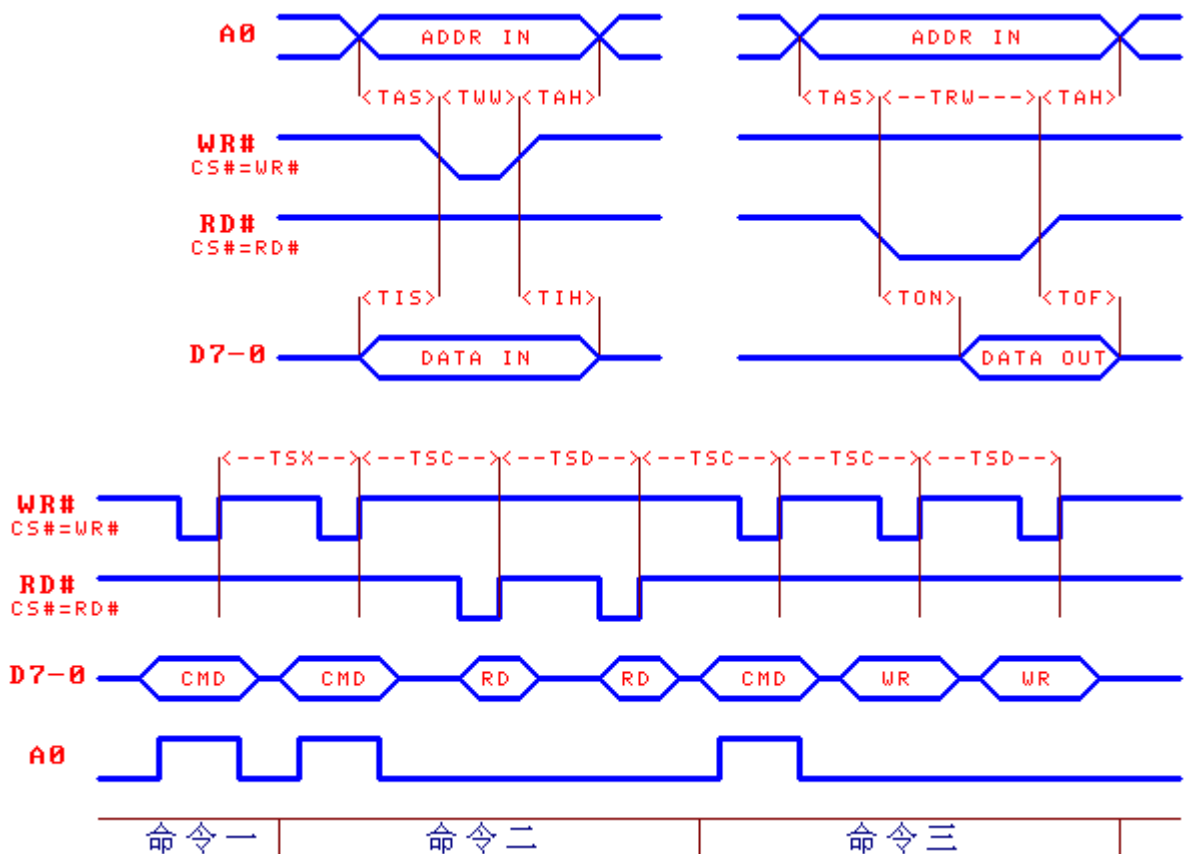 A0 ADDR IN ADDR IN
<TAS><TWW><TAH> <TAS><--TRW---><TAH>
WR#
CS#=WR#
RD#
CS#=RD#
<TIS> <TIH> <TON> <TOF>
D7-0 DATA IN DATA OUT
<--TSX--><--TSC--><--TSD--><--TSC--><--TSC--><--TSD-->
WR#
CS#=WR#
RD#
CS#=RD#
D7-0 CMD CMD RD RD CMD WR WR
A0
命令一 命令二 命令三